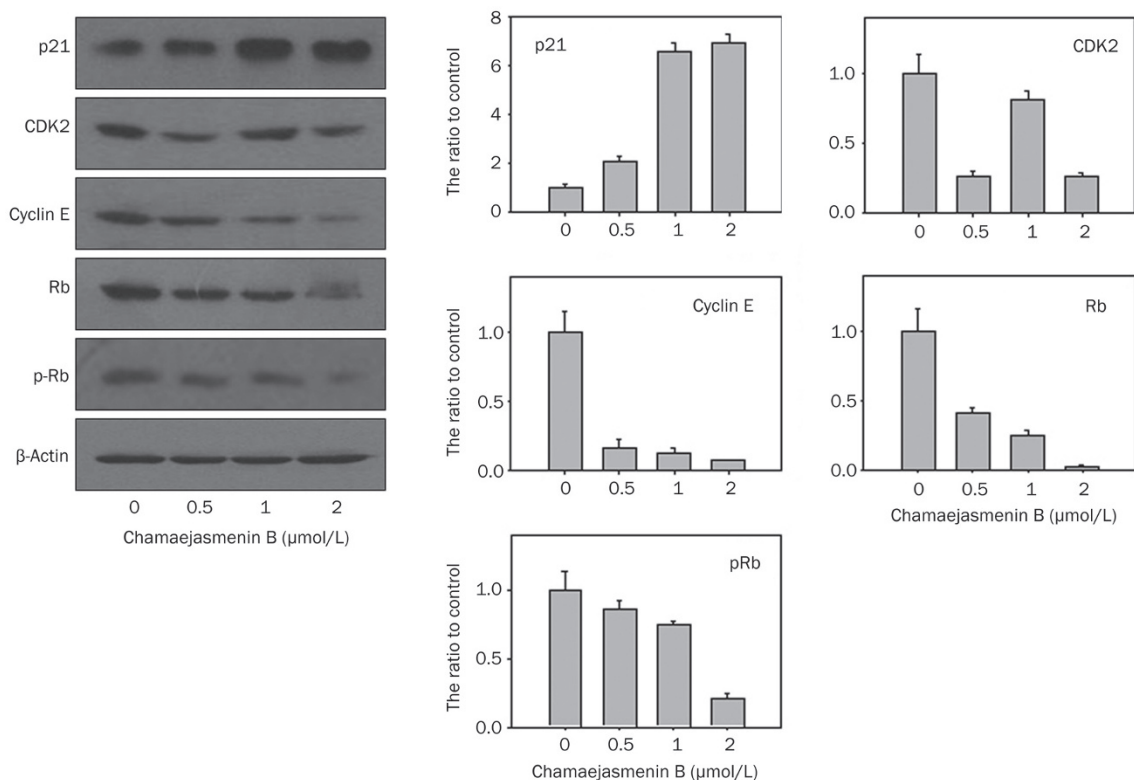 p21
CDK2
Cyclin E
Rb
p-Rb
β-Actin
0 0.5 1 2
Chamaejasmenin B (μmol/L)
The ratio to control
8
6
4
2
0
p21
0 0.5 1 2
1.0
0.5
0.0
CDK2
0 0.5 1 2
The ratio to control
1.0
0.5
0.0
Cyclin E
0 0.5 1 2
1.0
0.5
0.0
Rb
0 0.5 1 2
Chamaejasmenin B (μmol/L)
The ratio to control
1.0
0.5
0.0
pRb
0 0.5 1 2
Chamaejasmenin B (μmol/L)